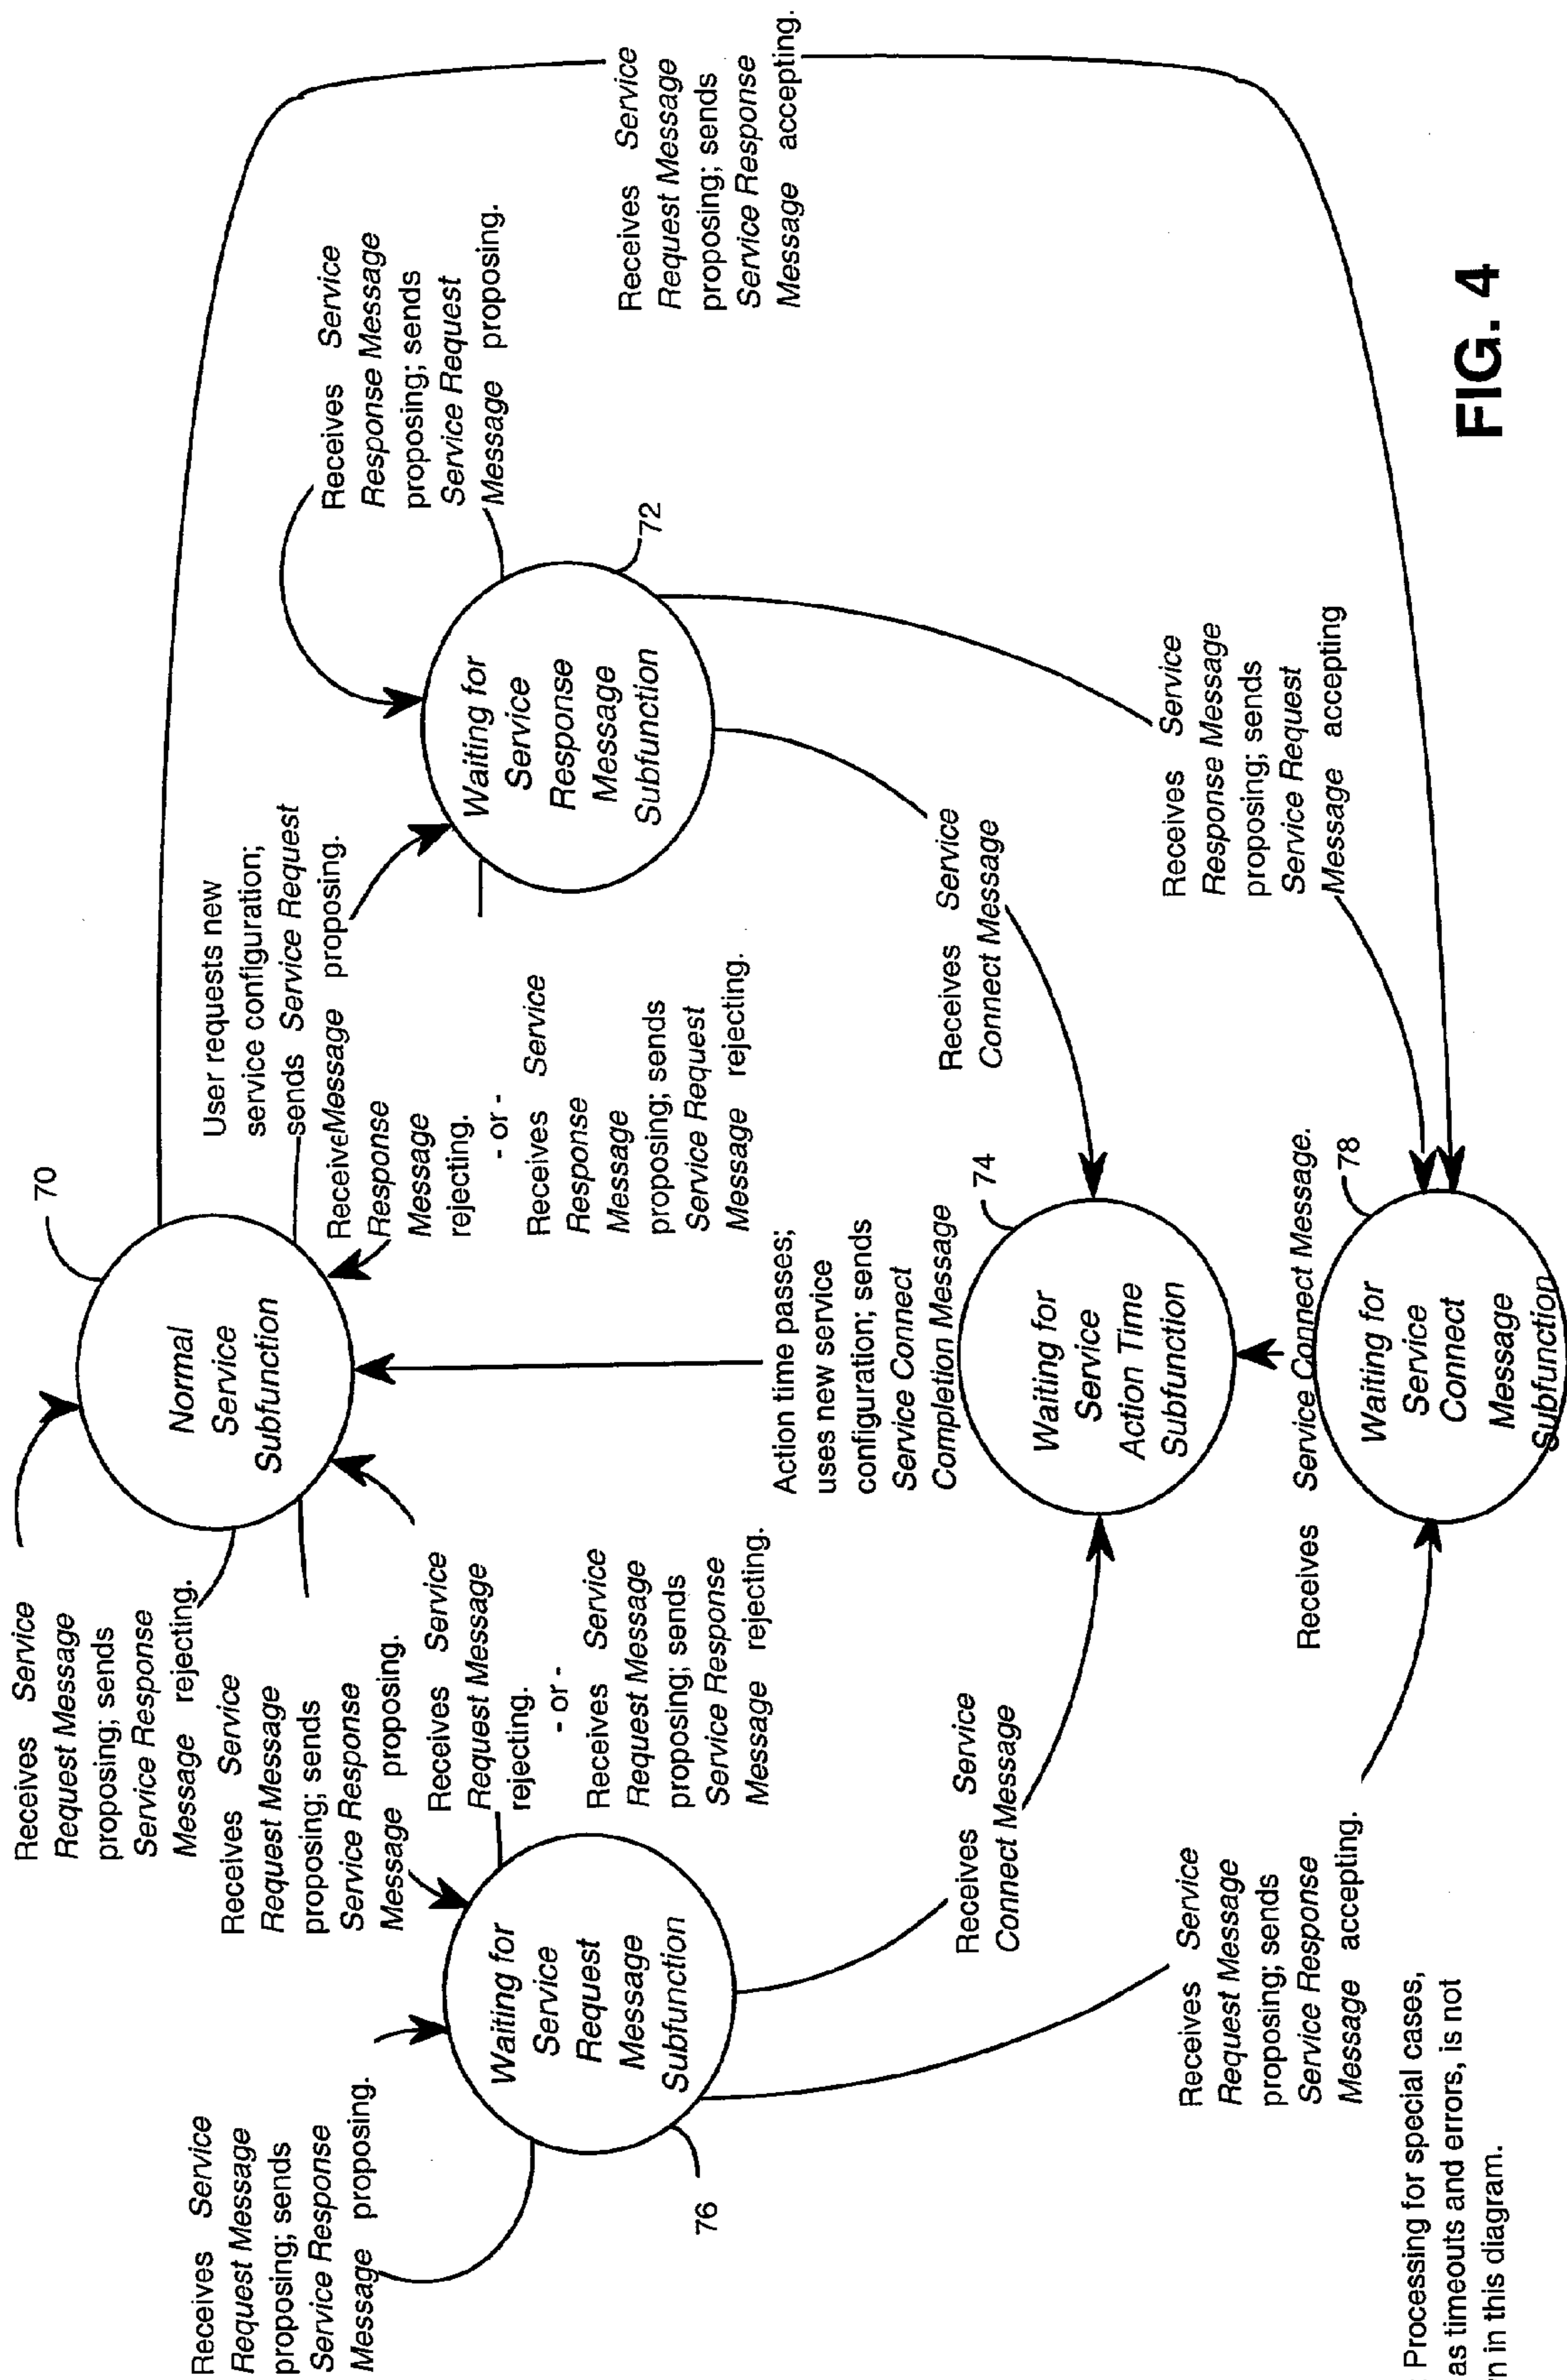 Receives Service
Request Message
proposing; sends
Service Response
Message rejecting.
70
Normal
Service
Subfunction
Receives Service
Request Message
proposing; sends
Service Response
Message proposing.
Receives Service
Request Message
proposing; sends
Service Response
Message proposing.
User requests new
service configuration;
sends Service Request
Message proposing.
Receives Service
Response Message
proposing; sends
Service Request
Message proposing.
Receives Service
Request Message
proposing; sends
Service Response
Message accepting.
Receive
Response
Message
rejecting.
- or -
Receives Service
Response
Message
proposing; sends
Service Request
Message rejecting.
Receives Service
Request Message
rejecting.
- or -
Receives Service
Request Message
proposing; sends
Service Response
Message rejecting.
76
Waiting for
Service
Request
Message
Subfunction
72
Waiting for
Service
Response
Message
Subfunction
Action time passes;
uses new service
configuration; sends
Service Connect
Completion Message
Receives Service
Connect Message
Receives Service
Connect Message
74
Waiting for
Service
Action Time
Subfunction
Receives Service
Request Message
proposing; sends
Service Response
Message accepting.
Receives Service
Response Message
proposing; sends
Service Request
Message accepting
Receives Service Connect Message.
78
Waiting for
Service
Connect
Message
Subfunction
Processing for special cases,
as timeouts and errors, is not
in this diagram.
FIG. 4